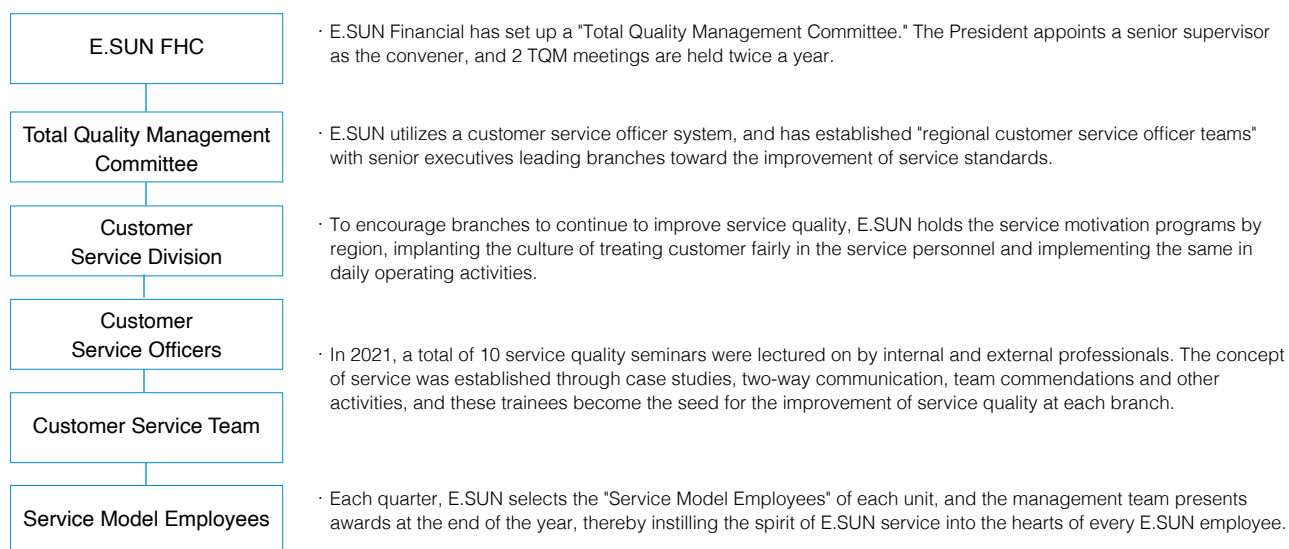 E.SUN FHC
· E.SUN Financial has set up a "Total Quality Management Committee." The President appoints a senior supervisor
as the convener, and 2 TQM meetings are held twice a year.
Total Quality Management
Committee
· E.SUN utilizes a customer service officer system, and has established "regional customer service officer teams"
with senior executives leading branches toward the improvement of service standards.
Customer
Service Division
· To encourage branches to continue to improve service quality, E.SUN holds the service motivation programs by
region, implanting the culture of treating customer fairly in the service personnel and implementing the same in
daily operating activities.
Customer
Service Officers
· In 2021, a total of 10 service quality seminars were lectured on by internal and external professionals. The concept
of service was established through case studies, two-way communication, team commendations and other
activities, and these trainees become the seed for the improvement of service quality at each branch.
Customer Service Team
Service Model Employees
· Each quarter, E.SUN selects the "Service Model Employees" of each unit, and the management team presents
awards at the end of the year, thereby instilling the spirit of E.SUN service into the hearts of every E.SUN employee.